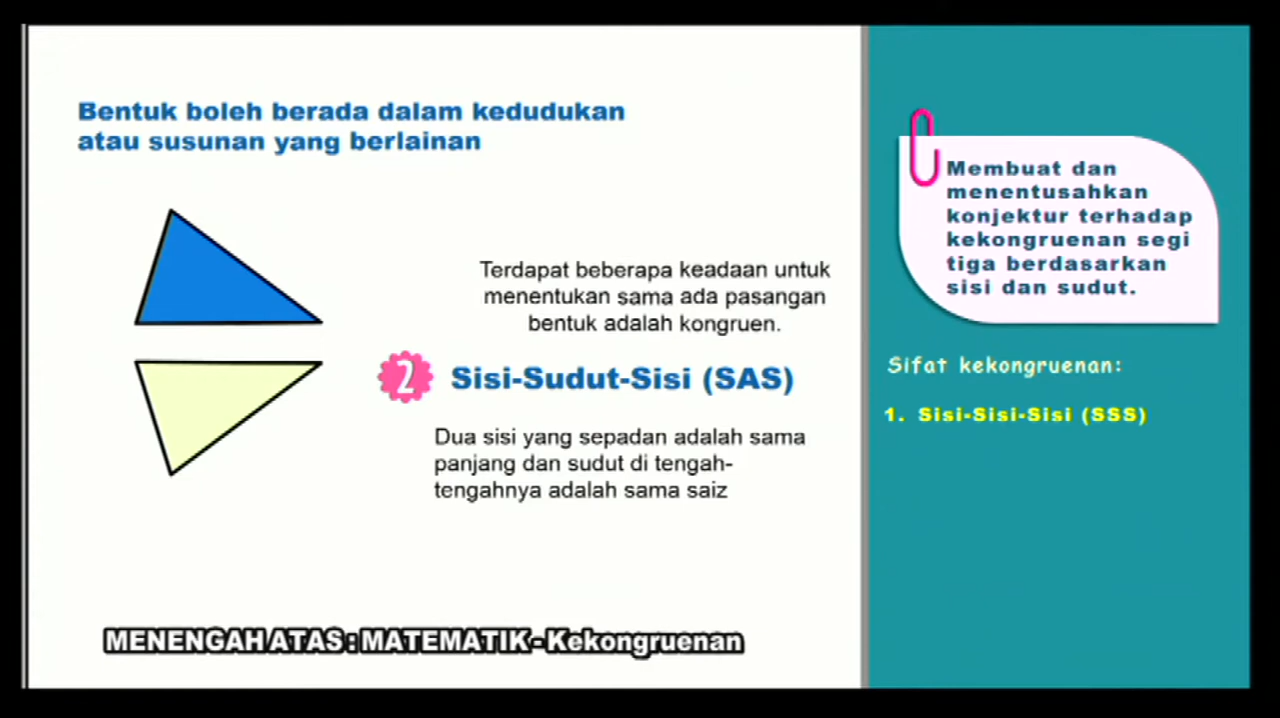 Bentuk boleh berada dalam kedudukan
atau susunan yang berlainan
Terdapat beberapa keadaan untuk
menentukan sama ada pasangan
bentuk adalah kongruen.
2 Sisi-Sudut-Sisi (SAS)
Dua sisi yang sepadan adalah sama
panjang dan sudut di tengah-
tengahnya adalah sama saiz
MENENGAH ATAS : MATEMATIK - Kekongruenan
Membuat dan
menentusahkan
konjektur terhadap
kekongruenan segi
tiga berdasarkan
sisi dan sudut.
Sifat kekongruenan:
1. Sisi-Sisi-Sisi (SSS)